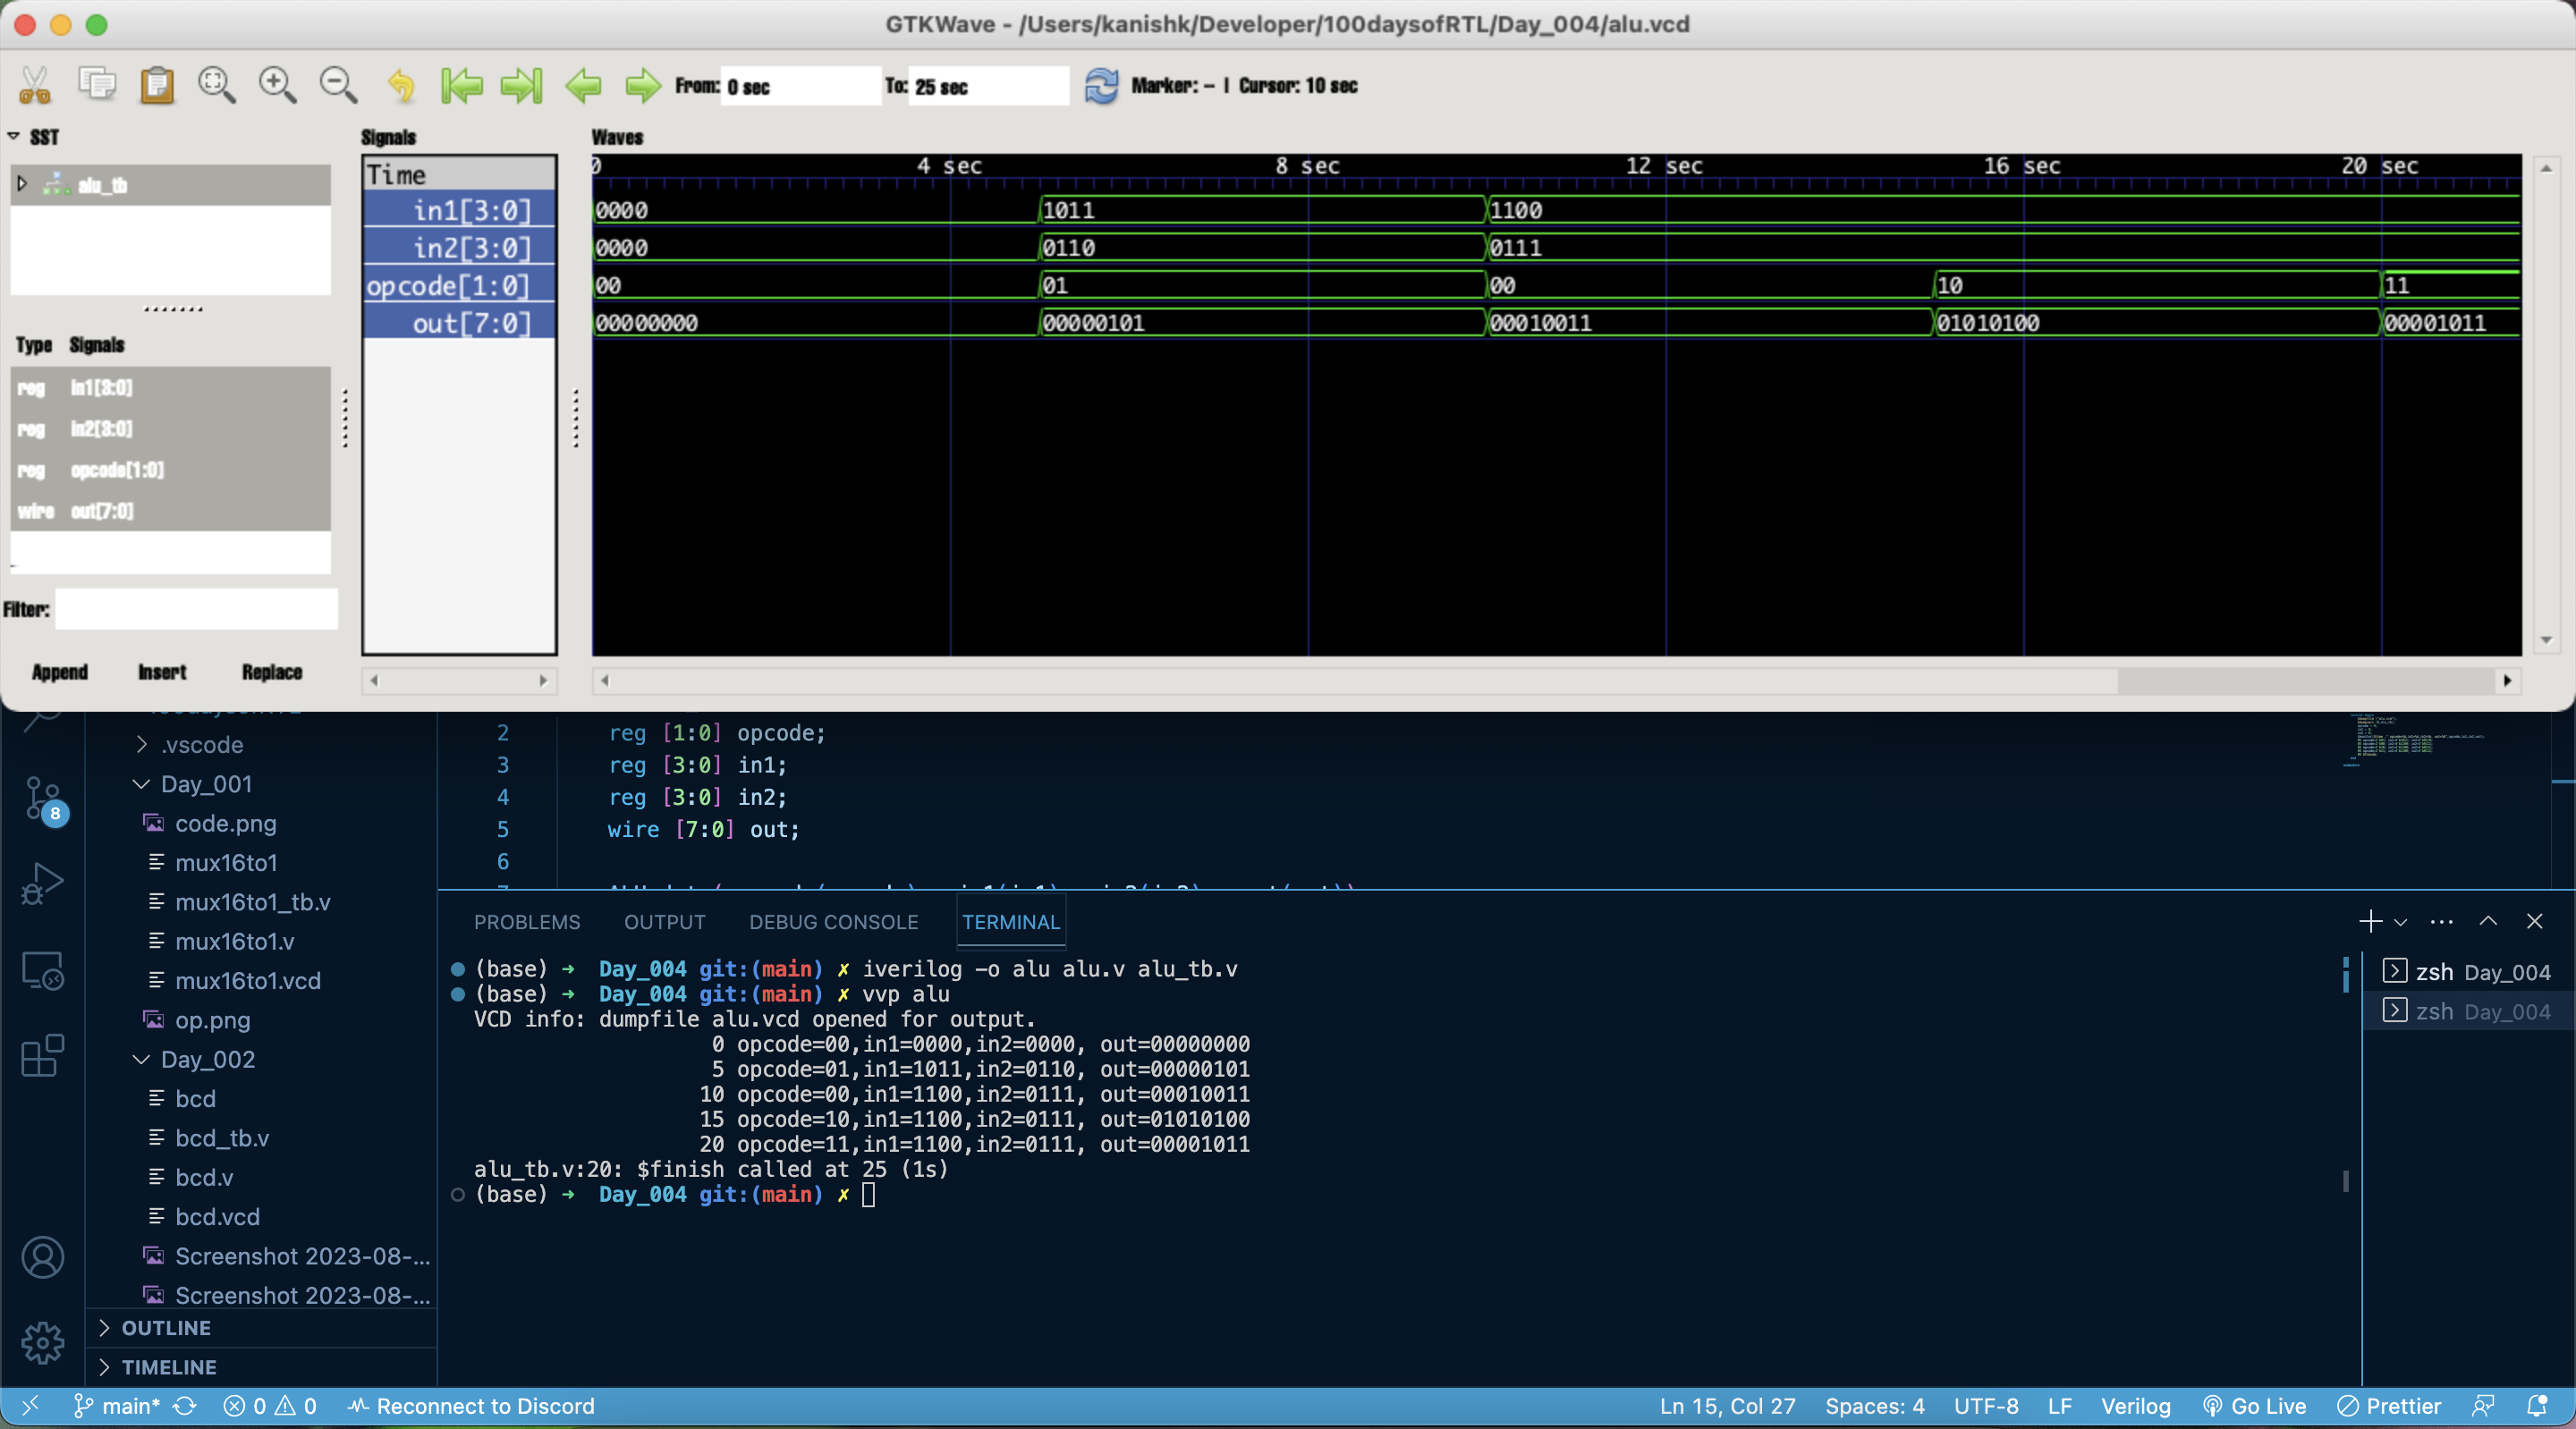 GTKWave - /Users/kanishk/Developer/100daysofRTL/Day_004/alu.vcd
From: 0 sec To: 25 sec Marker: -- | Cursor: 10 sec
SST
alu_tb
Type Signals
reg in1[3:0]
reg in2[3:0]
reg opcode[1:0]
wire out[7:0]
Filter:
Append Insert Replace
Signals
Time
in1[3:0]
in2[3:0]
opcode[1:0]
out[7:0]
Waves
0 4 sec 8 sec 12 sec 16 sec 20 sec
0000 1011 1100
0000 0110 0111
00 01 00 10 11
00000000 00000101 00010011 01010100 00001011
8
.vscode
Day_001
code.png
mux16to1
mux16to1_tb.v
mux16to1.v
mux16to1.vcd
op.png
Day_002
bcd
bcd_tb.v
bcd.v
bcd.vcd
Screenshot 2023-08-...
Screenshot 2023-08-...
OUTLINE
TIMELINE
2 reg [1:0] opcode;
3 reg [3:0] in1;
4 reg [3:0] in2;
5 wire [7:0] out;
6
PROBLEMS OUTPUT DEBUG CONSOLE TERMINAL
(base) ➜ Day_004 git:(main) ✗ iverilog -o alu alu.v alu_tb.v
(base) ➜ Day_004 git:(main) ✗ vvp alu
VCD info: dumpfile alu.vcd opened for output.
0 opcode=00,in1=0000,in2=0000, out=00000000
5 opcode=01,in1=1011,in2=0110, out=00000101
10 opcode=00,in1=1100,in2=0111, out=00010011
15 opcode=10,in1=1100,in2=0111, out=01010100
20 opcode=11,in1=1100,in2=0111, out=00001011
alu_tb.v:20: $finish called at 25 (1s)
(base) ➜ Day_004 git:(main) ✗
zsh Day_004
zsh Day_004
main* 0 0 Reconnect to Discord Ln 15, Col 27 Spaces: 4 UTF-8 LF Verilog Go Live Prettier